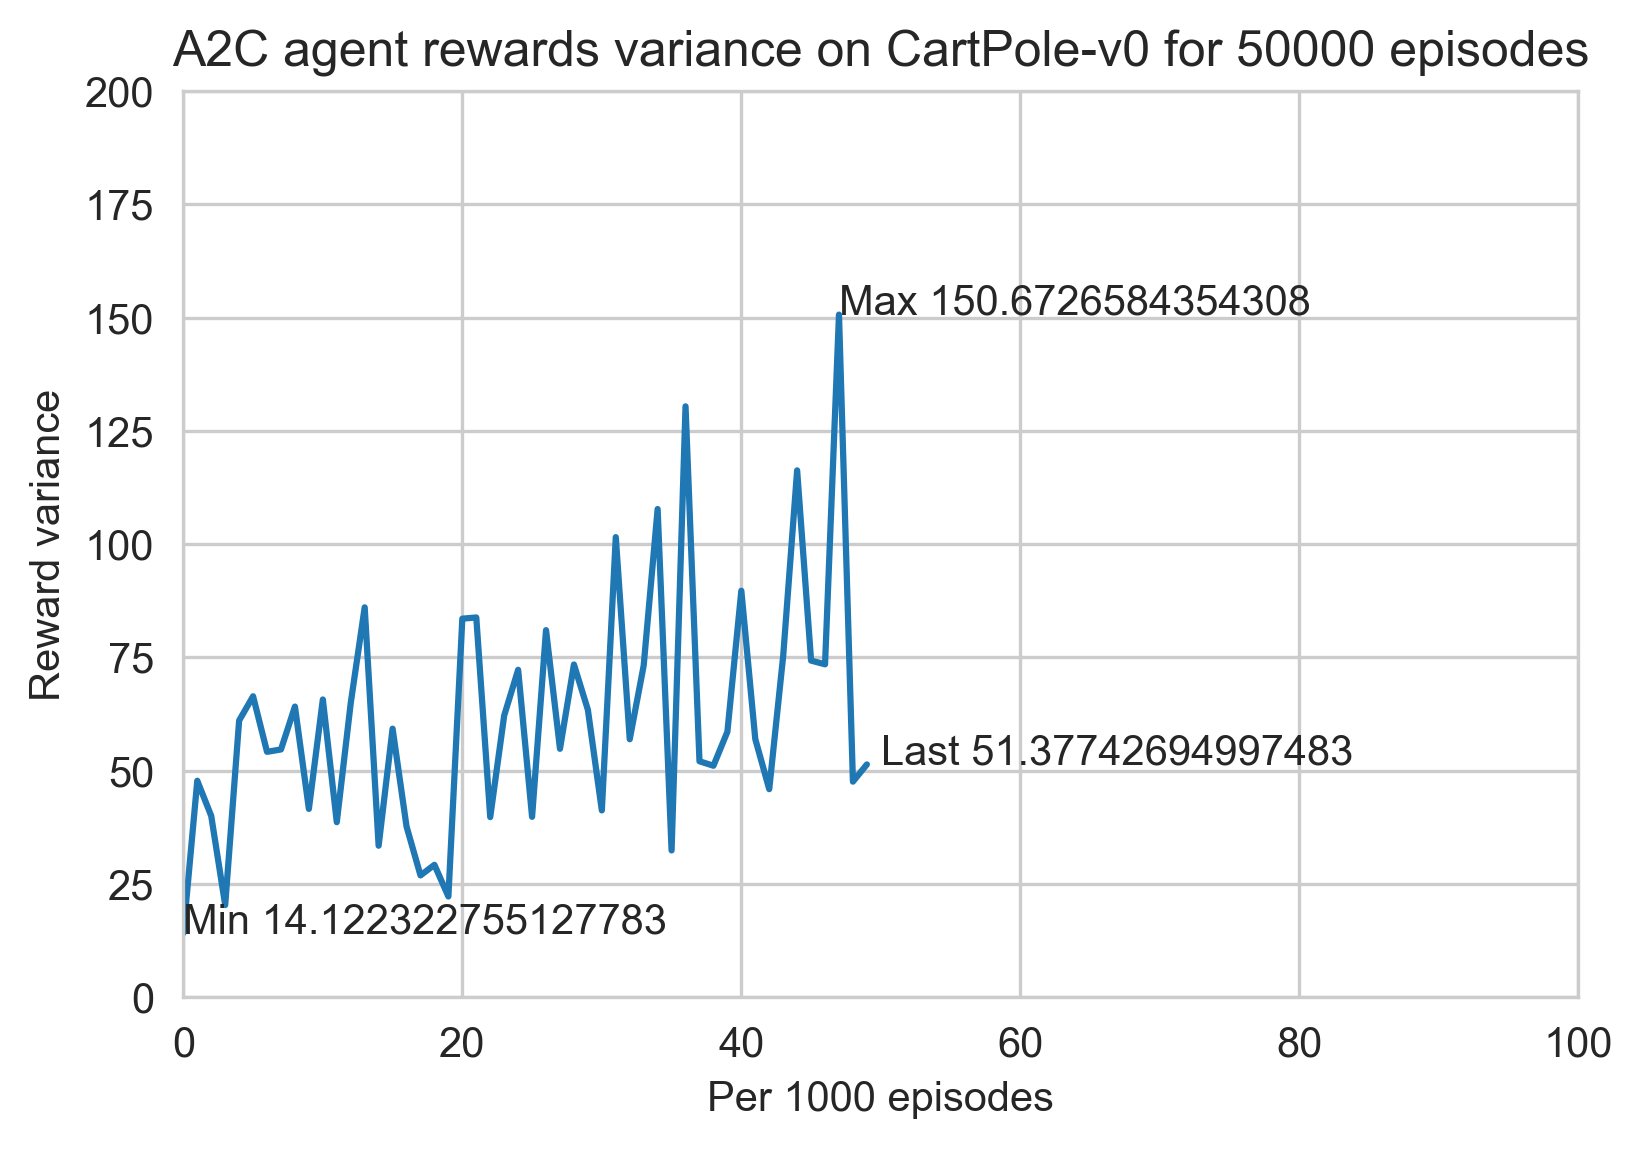 A2C agent rewards variance on CartPole-v0 for 50000 episodes
200
175
150
125
100
75
50
25
0
Reward variance
Max 150.6726584354308
Last 51.37742694997483
Min 14.122322755127783
0 20 40 60 80 100
Per 1000 episodes